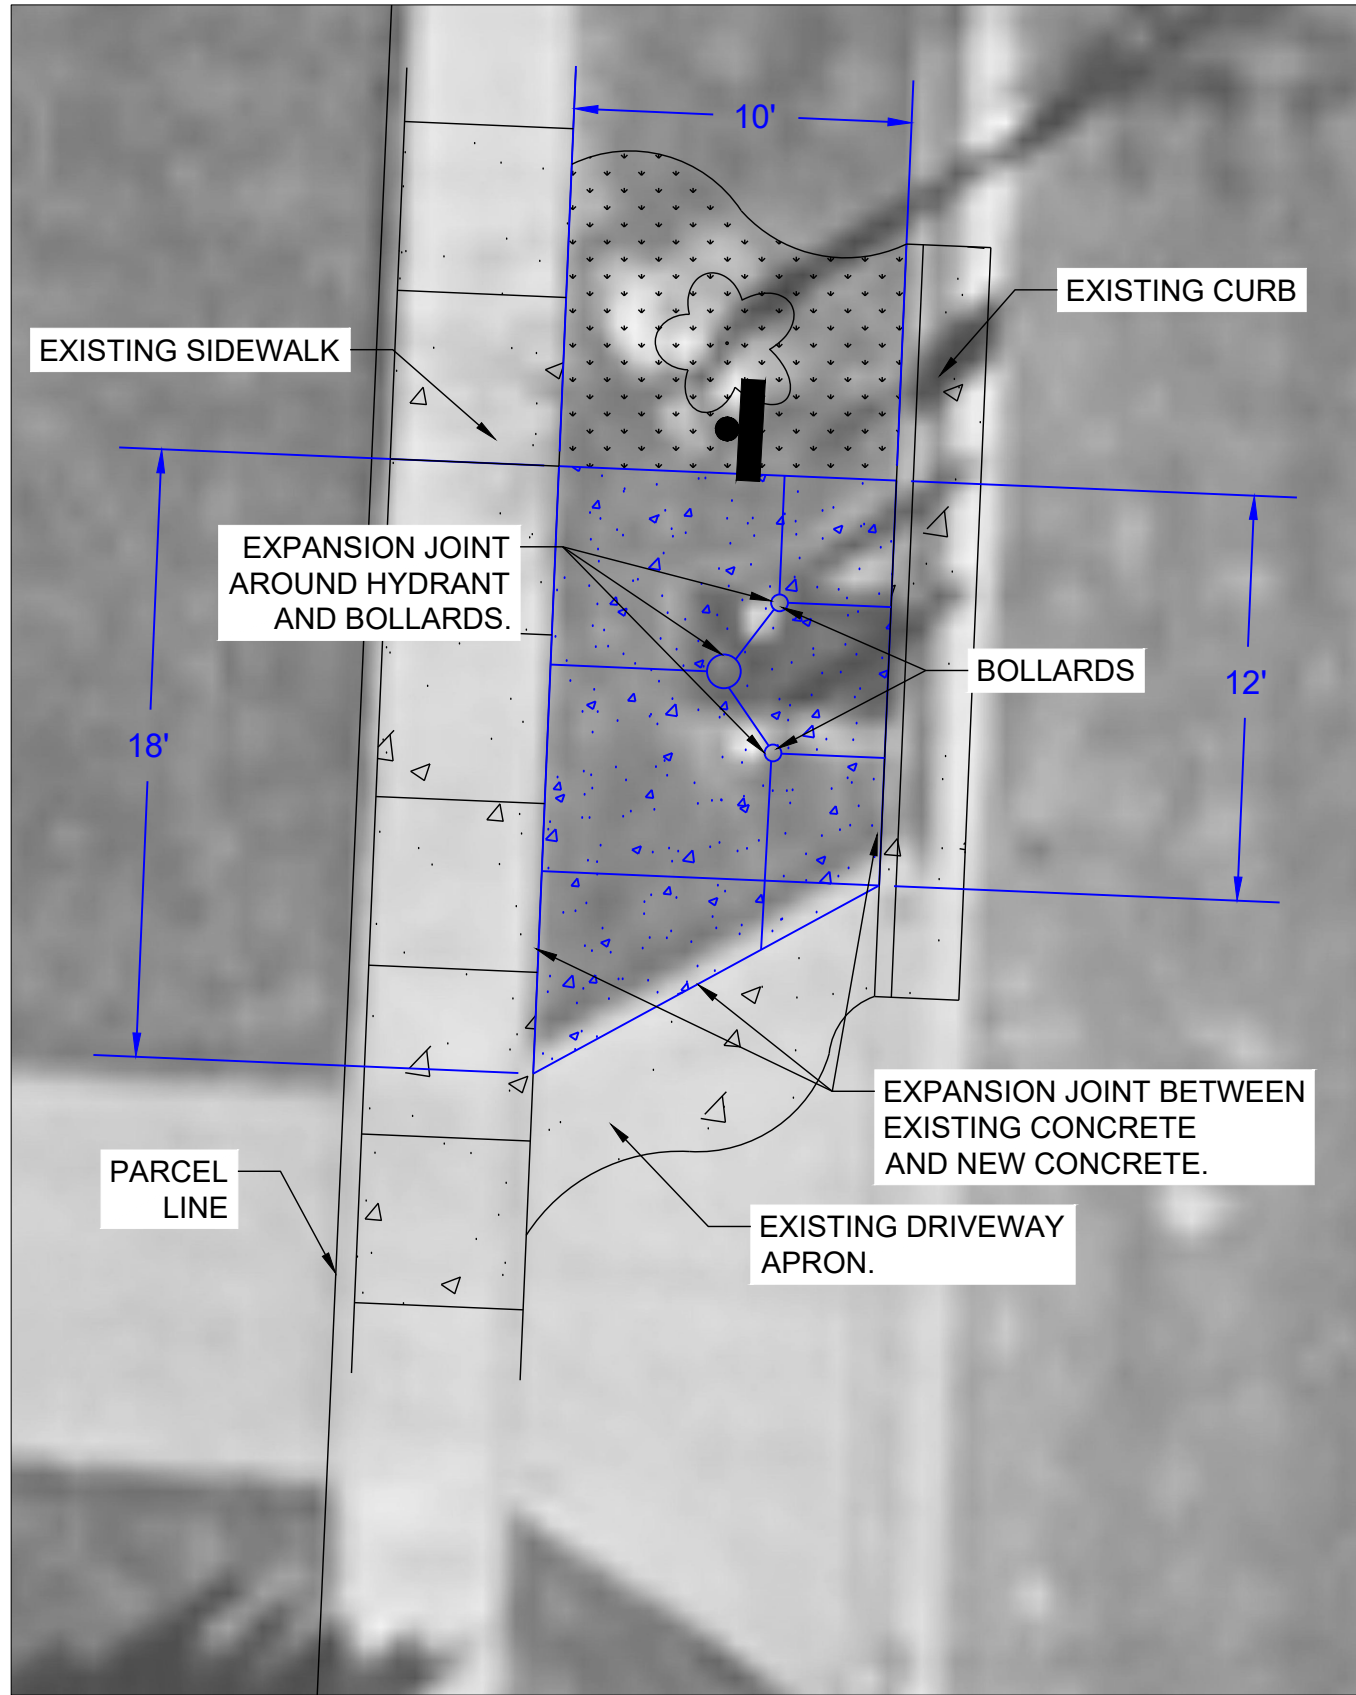 10'
EXISTING CURB
EXISTING SIDEWALK
EXPANSION JOINT
AROUND HYDRANT
AND BOLLARDS.
BOLLARDS
12'
18'
EXPANSION JOINT BETWEEN
EXISTING CONCRETE
AND NEW CONCRETE.
PARCEL
LINE
EXISTING DRIVEWAY
APRON.